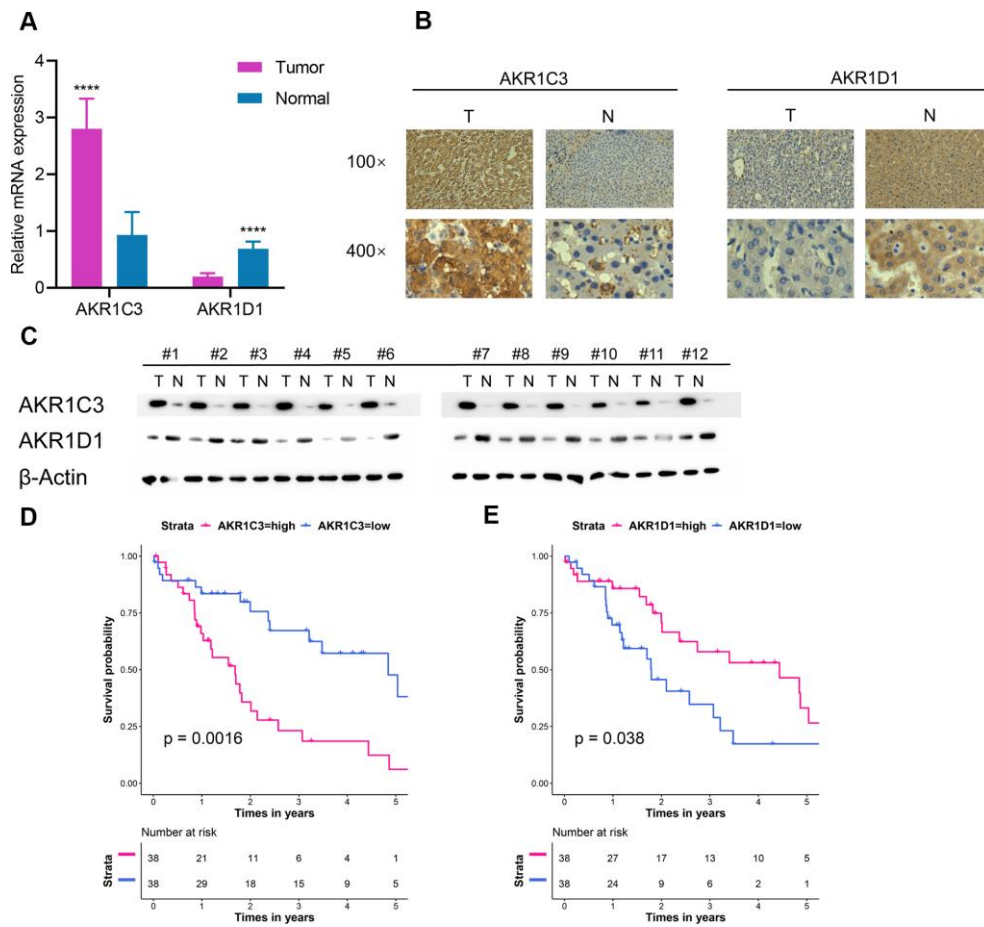 A
Relative mRNA expression
4
3
2
1
0
****
****
Tumor
Normal
AKR1C3 AKR1D1
B
AKR1C3 AKR1D1
T N T N
100×
400×
C
#1 #2 #3 #4 #5 #6 #7 #8 #9 #10 #11 #12
T N T N T N T N T N T N T N T N T N T N T N T N
AKR1C3
AKR1D1
β-Actin
D
Strata AKR1C3=high AKR1C3=low
Survival probability
1.00
0.75
0.50
0.25
0.00
p = 0.0016
0 1 2 3 4 5
Times in years
Number at risk
Strata
38 21 11 6 4 1
38 29 18 15 9 5
0 1 2 3 4 5
Times in years
E
Strata AKR1D1=high AKR1D1=low
Survival probability
1.00
0.75
0.50
0.25
0.00
p = 0.038
0 1 2 3 4 5
Times in years
Number at risk
Strata
38 27 17 13 10 5
38 24 9 6 2 1
0 1 2 3 4 5
Times in years